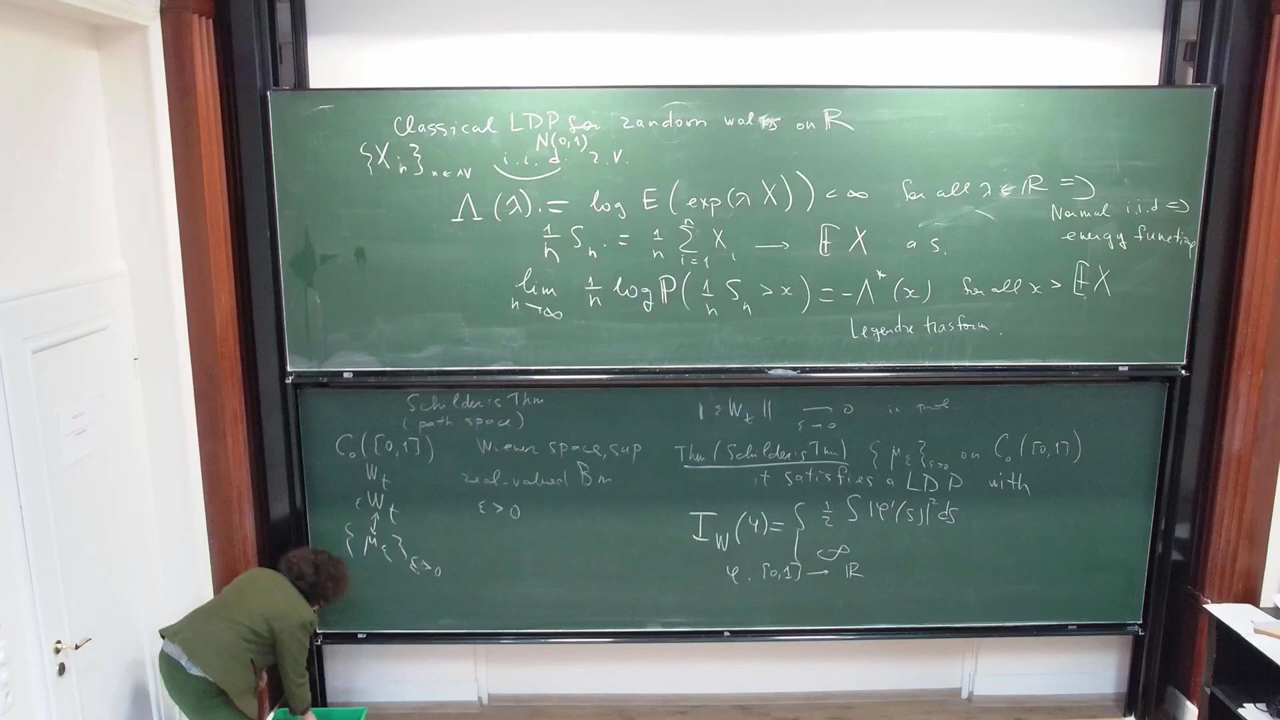 Classical LDP for random walks on ℝ
N(0,1)
{X_n}_{n∈ℕ} i.i.d. r.v.
Λ(λ) := log E(exp(λX)) < ∞ for all λ ∈ ℝ ⇒
Normal i.i.d ⇒
energy function
1/n S_n := 1/n ∑_{i=1}^n X_i → 𝔼X a.s.
lim_{n→∞} 1/n log ℙ(1/n S_n > x) = -Λ*(x) for all x > 𝔼X
Legendre trasform.
Schilder's Thm
(path space)
C_0([0,1]) Wiener space, sup
W_t real-valued Bm
εW_t ε>0
↕
{μ_ε}_{ε>0}
‖εW_t‖ →_{ε→0} 0 in prob
Thm (Schilder's Thm) {μ_ε}_{ε>0} on C_0([0,1])
it satisfies a LDP with
I_W(φ) = { 1/2 ∫ |φ'(s)|² ds
∞
φ: [0,1] → ℝ